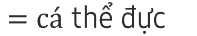 = cá thể đực